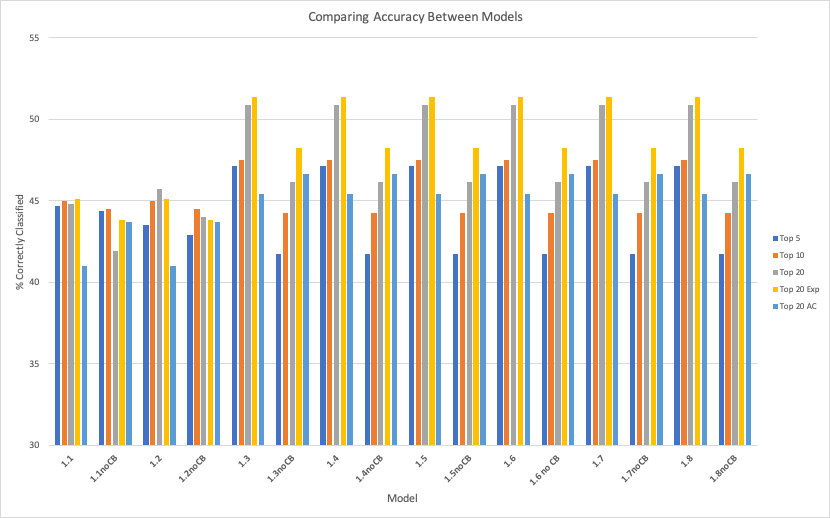 Comparing Accuracy Between Models
55
50
45
40
35
30
% Correctly Classified
1.1
1.1noCB
1.2
1.2noCB
1.3
1.3noCB
1.4
1.4noCB
1.5
1.5noCB
1.6
1.6 no CB
1.7
1.7noCB
1.8
1.8noCB
Model
Top 5
Top 10
Top 20
Top 20 Exp
Top 20 AC